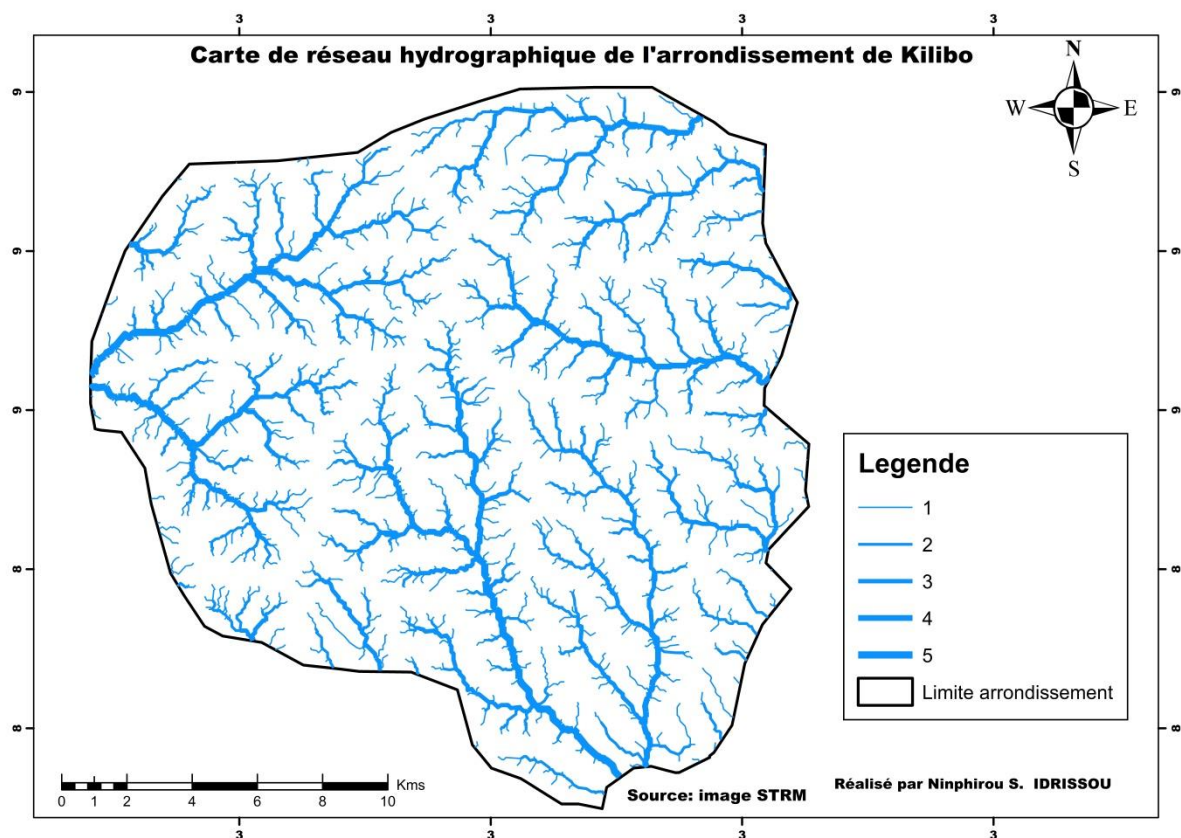 3 3 3 3
Carte de réseau hydrographique de l'arrondissement de Kilibo
N
W E
S
9 9
9 9
9 9
8 8
8 8
Legende
1
2
3
4
5
Limite arrondissement
Kms
0 1 2 4 6 8 10
Source: image STRM
Réalisé par Ninphirou S. IDRISSOU
3 3 3 3